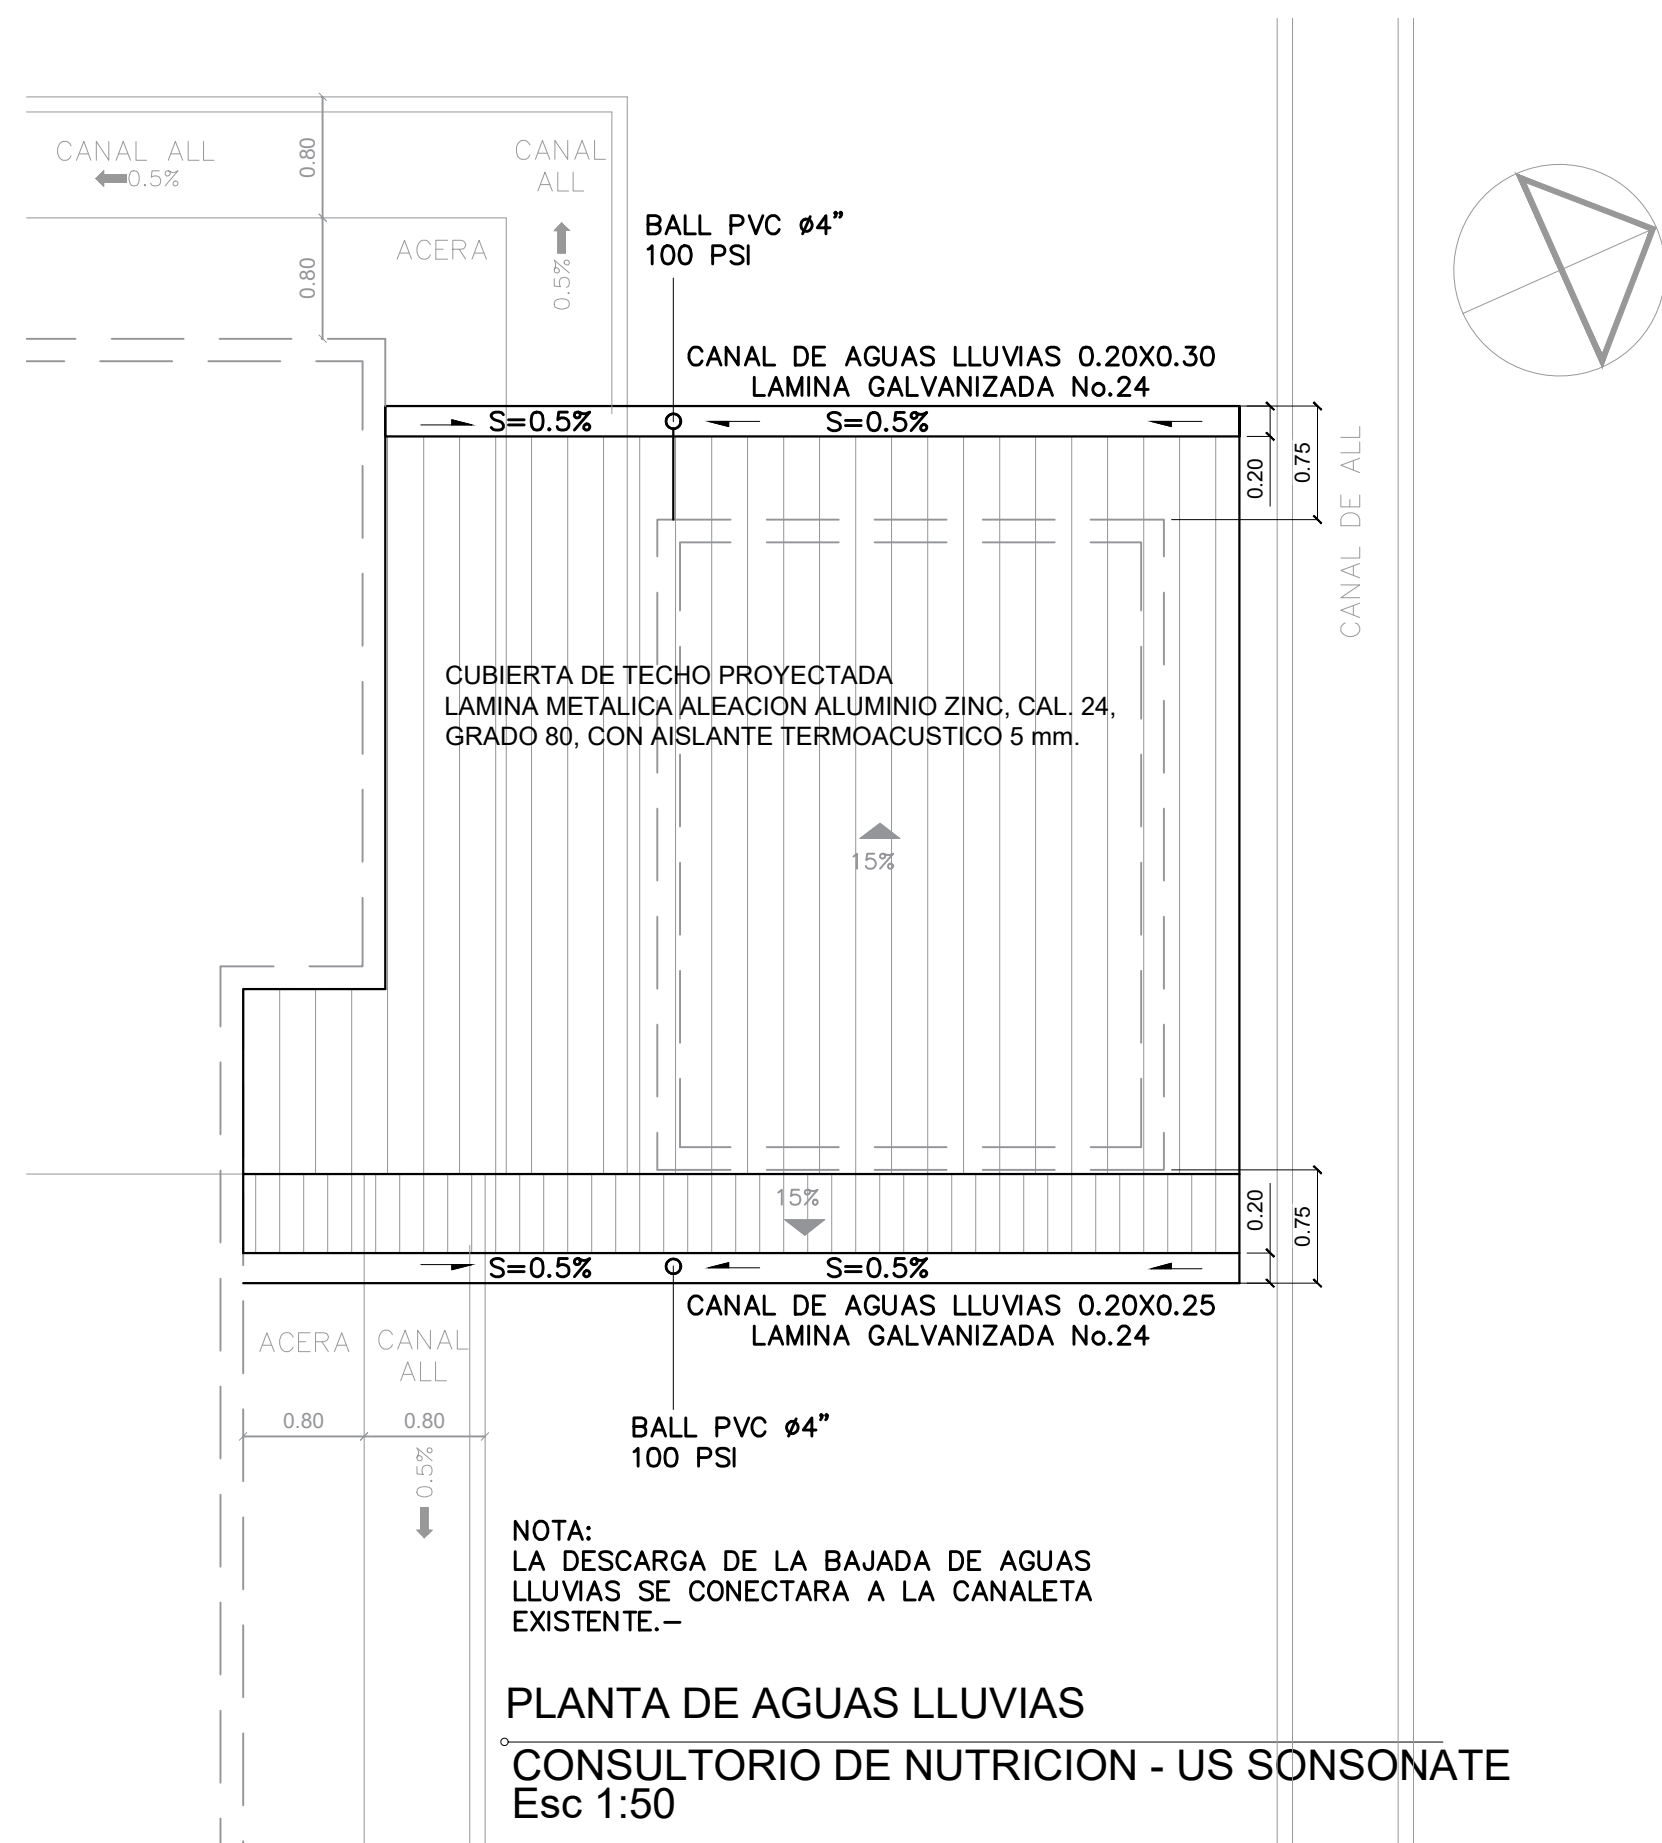 CANAL ALL
0.5%
0.80
CANAL
ALL
0.5%
ACERA
0.80
BALL PVC ø4”
100 PSI
CANAL DE AGUAS LLUVIAS 0.20X0.30
LAMINA GALVANIZADA No.24
S=0.5%
S=0.5%
0.20
0.75
CANAL DE ALL
CUBIERTA DE TECHO PROYECTADA
LAMINA METALICA ALEACION ALUMINIO ZINC, CAL. 24,
GRADO 80, CON AISLANTE TERMOACUSTICO 5 mm.
15%
15%
0.20
0.75
S=0.5%
S=0.5%
CANAL DE AGUAS LLUVIAS 0.20X0.25
LAMINA GALVANIZADA No.24
ACERA
CANAL
ALL
0.80
0.80
0.5%
BALL PVC ø4”
100 PSI
NOTA:
LA DESCARGA DE LA BAJADA DE AGUAS
LLUVIAS SE CONECTARA A LA CANALETA
EXISTENTE.–
PLANTA DE AGUAS LLUVIAS
CONSULTORIO DE NUTRICION - US SONSONATE
Esc 1:50